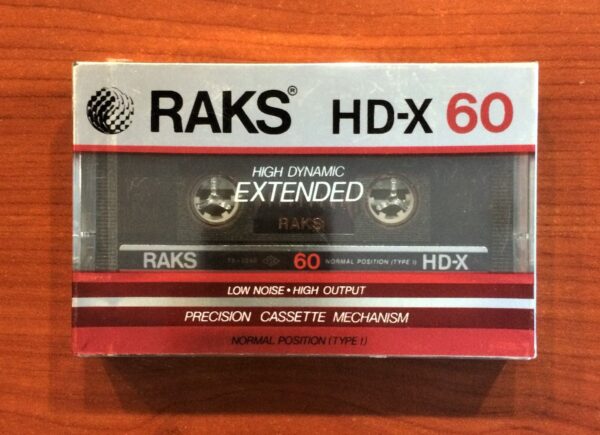 RAKS® HD-X 60
HIGH DYNAMIC
EXTENDED
RAKS
RAKS 60 NORMAL POSITION (TYPE I) HD-X
LOW NOISE • HIGH OUTPUT
PRECISION CASSETTE MECHANISM
NORMAL POSITION (TYPE I)